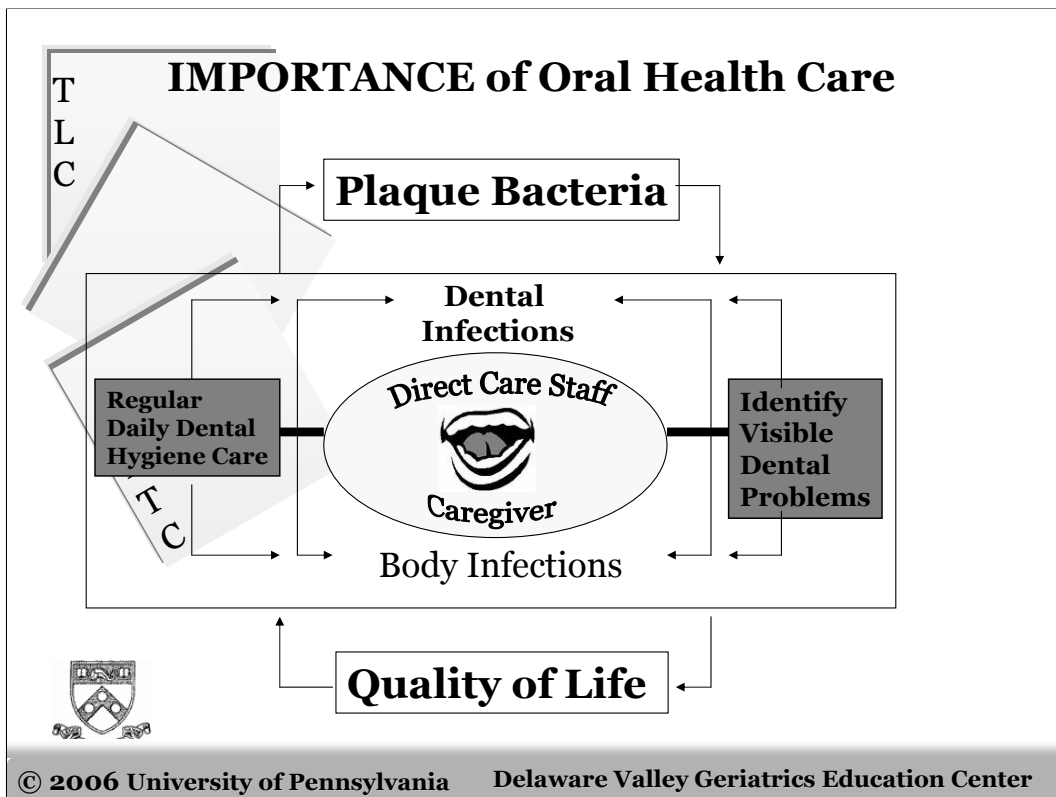 IMPORTANCE of Oral Health Care
T
L
C
Plaque Bacteria
Dental
Infections
Direct Care Staff
Caregiver
Regular
Daily Dental
Hygiene Care
Identify
Visible
Dental
Problems
T
C
Body Infections
Quality of Life
© 2006 University of Pennsylvania
Delaware Valley Geriatrics Education Center